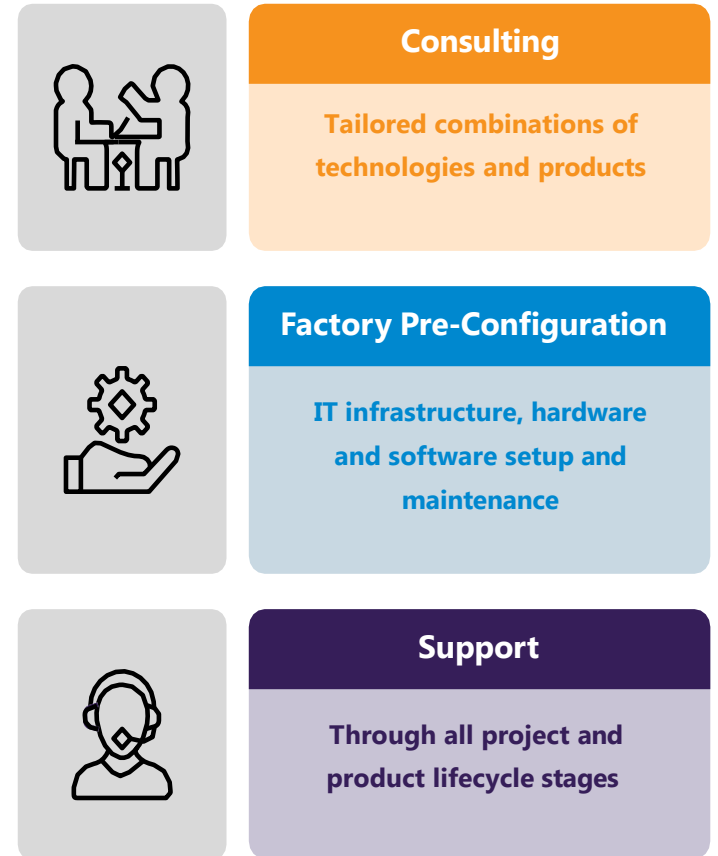 Consulting
Tailored combinations of
technologies and products
Factory Pre-Configuration
IT infrastructure, hardware
and software setup and
maintenance
Support
Through all project and
product lifecycle stages